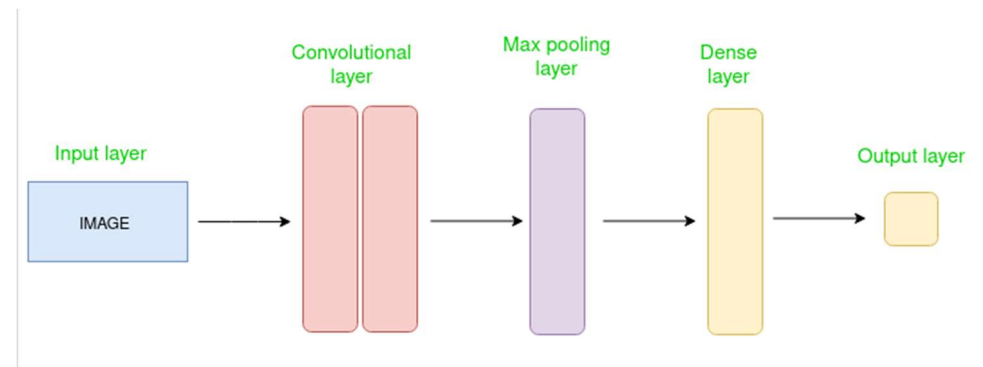 Input layer
IMAGE
Convolutional
layer
Max pooling
layer
Dense
layer
Output layer